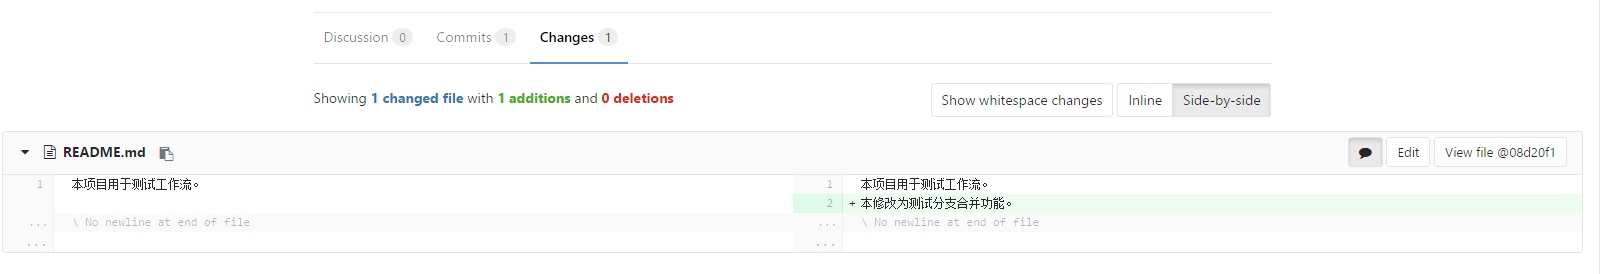 Discussion 0 Commits 1 Changes 1
Showing 1 changed file with 1 additions and 0 deletions Show whitespace changes Inline Side-by-side
README.md Edit View file @08d20f1
1 本项目用于测试工作流。 1 本项目用于测试工作流。
2 + 本修改为测试分支合并功能。
... \ No newline at end of file ... \ No newline at end of file
... ...